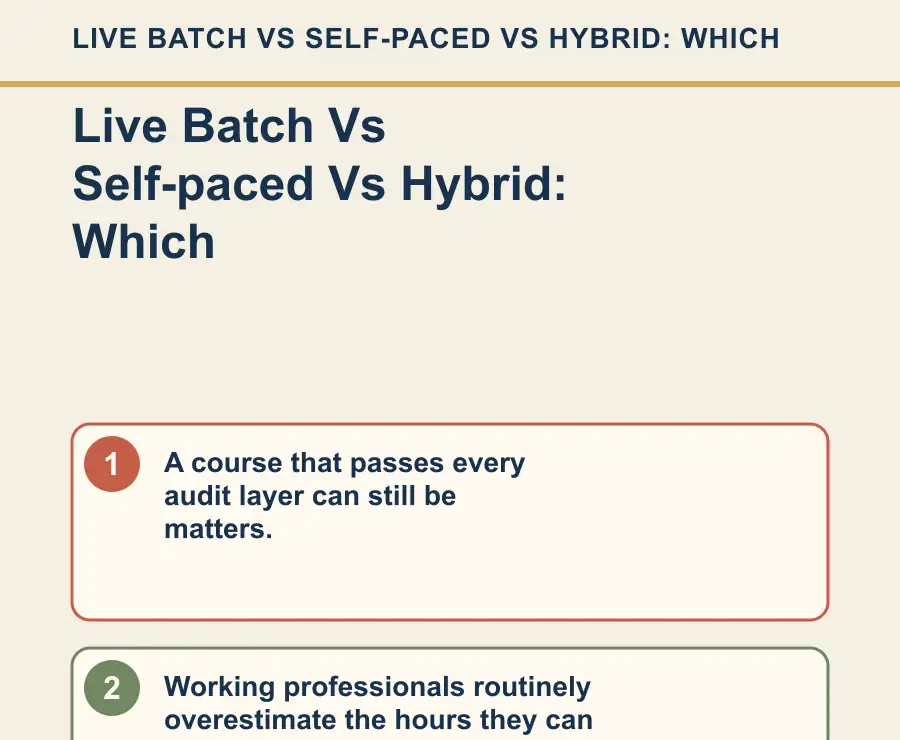 LIVE BATCH VS SELF-PACED VS HYBRID: WHICH
Live Batch Vs
Self-paced Vs Hybrid:
Which
1
A course that passes every
audit layer can still be
matters.
2
Working professionals routinely
overestimate the hours they can